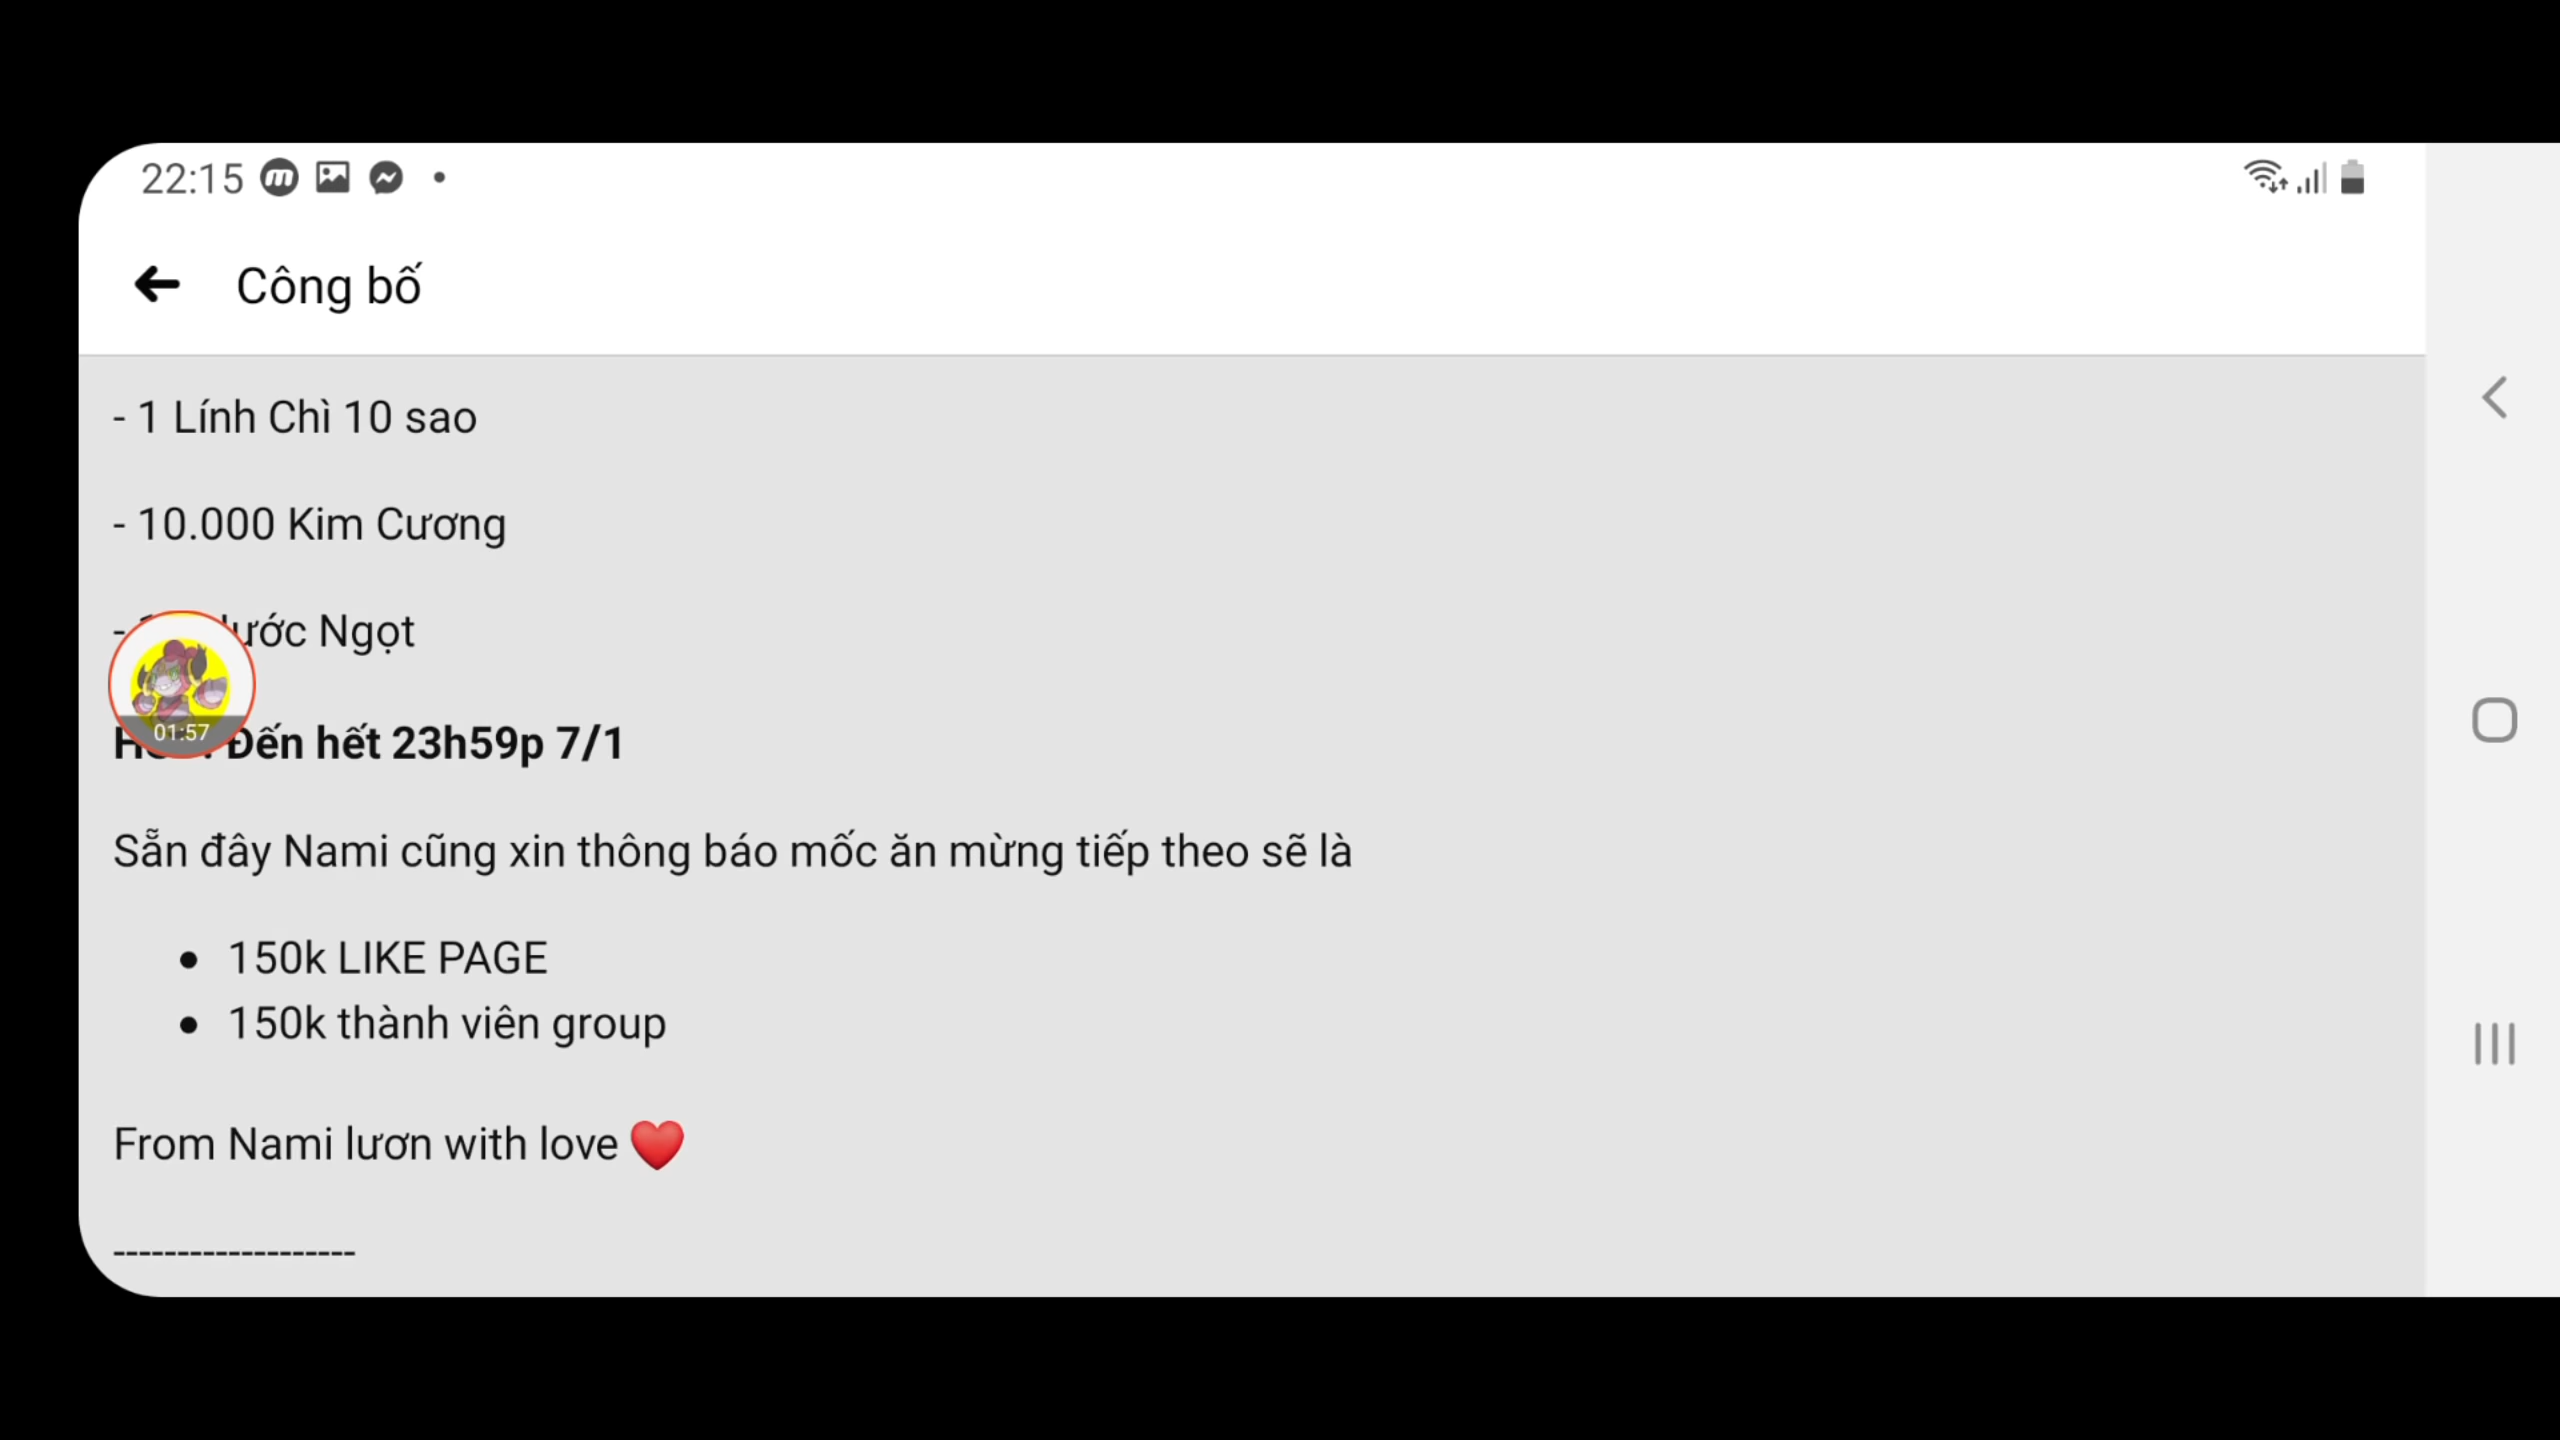 22:15
Công bố
- 1 Lính Chì 10 sao
- 10.000 Kim Cương
- Ngọt
01:57
Đến hết 23h59p 7/1
Sẵn đây Nami cũng xin thông báo mốc ăn mừng tiếp theo sẽ là
• 150k LIKE PAGE
• 150k thành viên group
From Nami lươn with love ❤️
-------------------